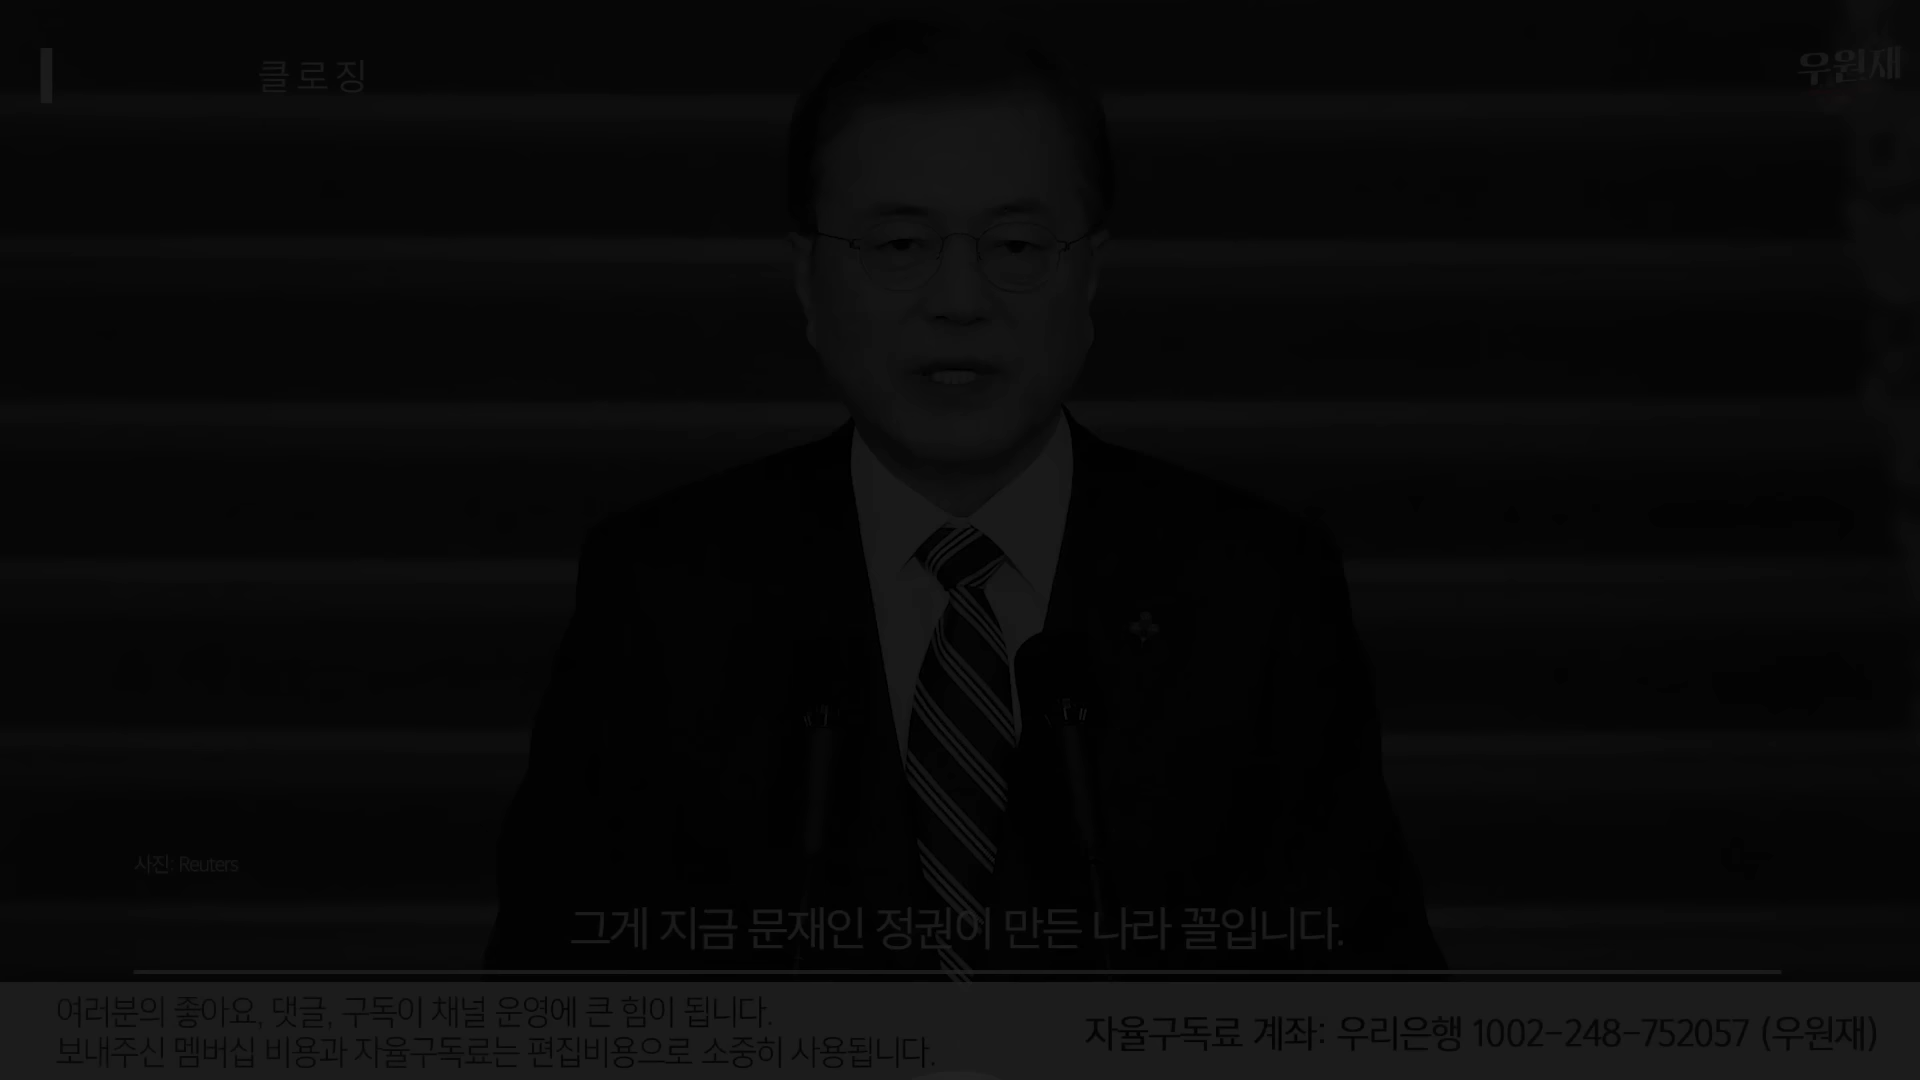 클로징
우원재
사진: Reuters
그게 지금 문재인 정권이 만든 나라 꼴입니다.
여러분의 좋아요, 댓글, 구독이 채널 운영에 큰 힘이 됩니다.
보내주신 멤버십 비용과 자율구독료는 편집비용으로 소중히 사용됩니다.
자율구독료 계좌: 우리은행 1002-248-752057 (우원재)